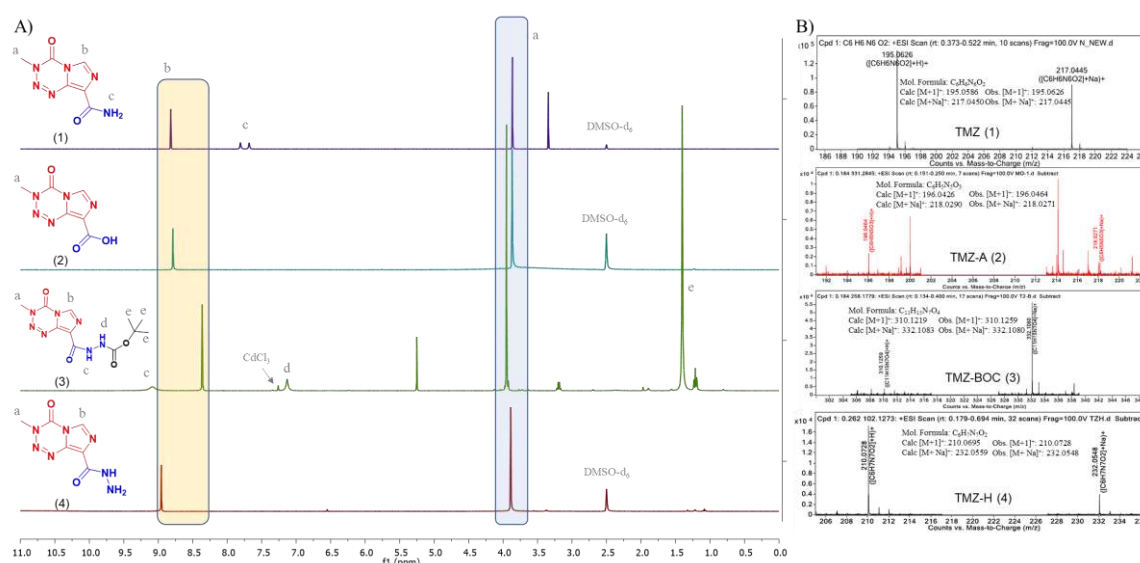 A)
a
b
c
(1)
b
c
DMSO-d6
a
(2)
DMSO-d6
a
b
d
e
e
e
c
(3)
c
CdCl3
d
e
a
b
(4)
DMSO-d6
11.0 10.5 10.0 9.5 9.0 8.5 8.0 7.5 7.0 6.5 6.0 5.5 5.0 4.5 4.0 3.5 3.0 2.5 2.0 1.5 1.0 0.5 0.0
f1 (ppm)
B)
Cpd 1: C6 H6 N6 O2: +ESI Scan (rt: 0.373-0.522 min, 10 scans) Frag=100.0V N_NEW.d
195.0626
([C6H6N6O2]+H)+
217.0445
([C6H6N6O2]+Na)+
Mol. Formula: C6H6N6O2
Calc [M+1]+: 195.0586 Obs. [M+1]+: 195.0626
Calc [M+Na]+: 217.0450 Obs. [M+Na]+: 217.0445
TMZ (1)
186 188 190 192 194 196 198 200 202 204 206 208 210 212 214 216 218 220 222 224
Counts vs. Mass-to-Charge (m/z)
Mol. Formula: C6H5N5O3
Calc [M+1]+: 196.0426 Obs. [M+1]+: 196.0464
Calc [M+ Na]+: 218.0290 Obs. [M+ Na]+: 218.0271
TMZ-A (2)
Counts vs. Mass-to-Charge (m/z)
Mol. Formula: C11H15N7O4
Calc [M+1]+: 310.1219 Obs. [M+1]+: 310.1259
Calc [M+ Na]+: 332.1083 Obs. [M+ Na]+: 332.1080
TMZ-BOC (3)
Counts vs. Mass-to-Charge (m/z)
Cpd 1: 0.262 102.1273: +ESI Scan (rt: 0.179-0.694 min, 32 scans) Frag=100.0V TZH.d Subtract
Mol. Formula: C6H7N7O2
Calc [M+1]+: 210.0695 Obs. [M+1]+: 210.0728
Calc [M+ Na]+: 232.0559 Obs. [M+ Na]+: 232.0548
210.0728
([C6H7N7O2]+H)+
232.0548
([C6H7N7O2]+Na)+
TMZ-H (4)
206 208 210 212 214 216 218 220 222 224 226 228 230 232 234
Counts vs. Mass-to-Charge (m/z)